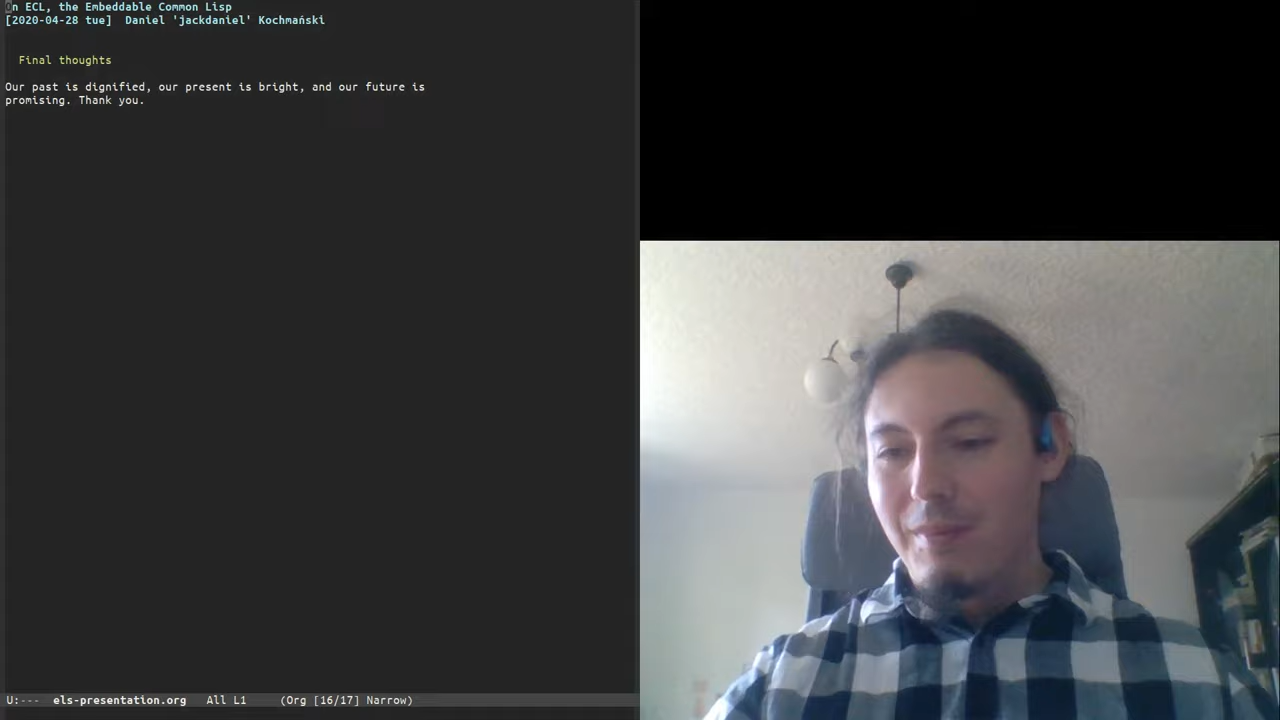 On ECL, the Embeddable Common Lisp
[2020-04-28 tue]  Daniel 'jackdaniel' Kochmański
Final thoughts
Our past is dignified, our present is bright, and our future is
promising. Thank you.
U:---  els-presentation.org   All L1     (Org [16/17] Narrow)